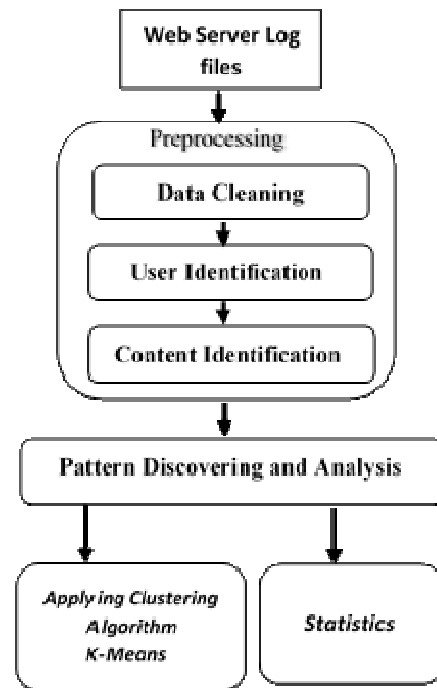 Web Server Log
files
Preprocessing
Data Cleaning
User Identification
Content Identification
Pattern Discovering and Analysis
Applying Clustering
Algorithm
K-Means
Statistics